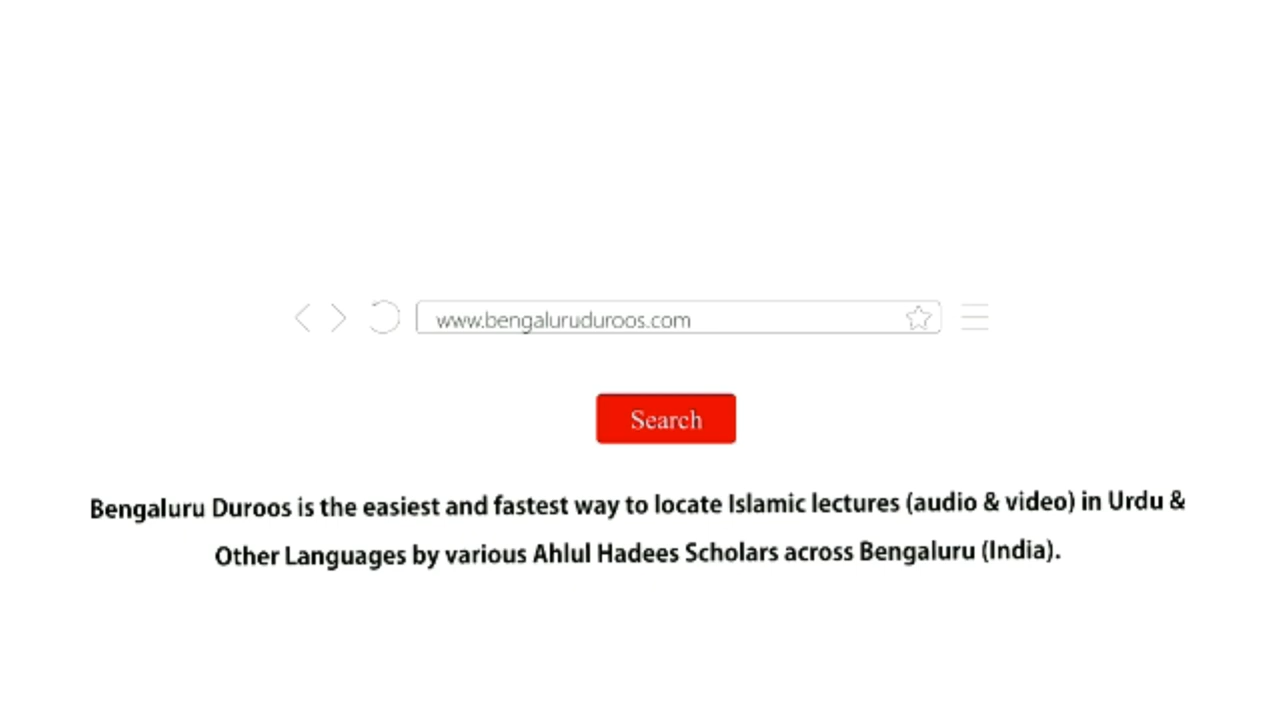 www.bengaluruduroos.com
Search
Bengaluru Duroos is the easiest and fastest way to locate Islamic lectures (audio & video) in Urdu &
Other Languages by various Ahlul Hadees Scholars across Bengaluru (India).